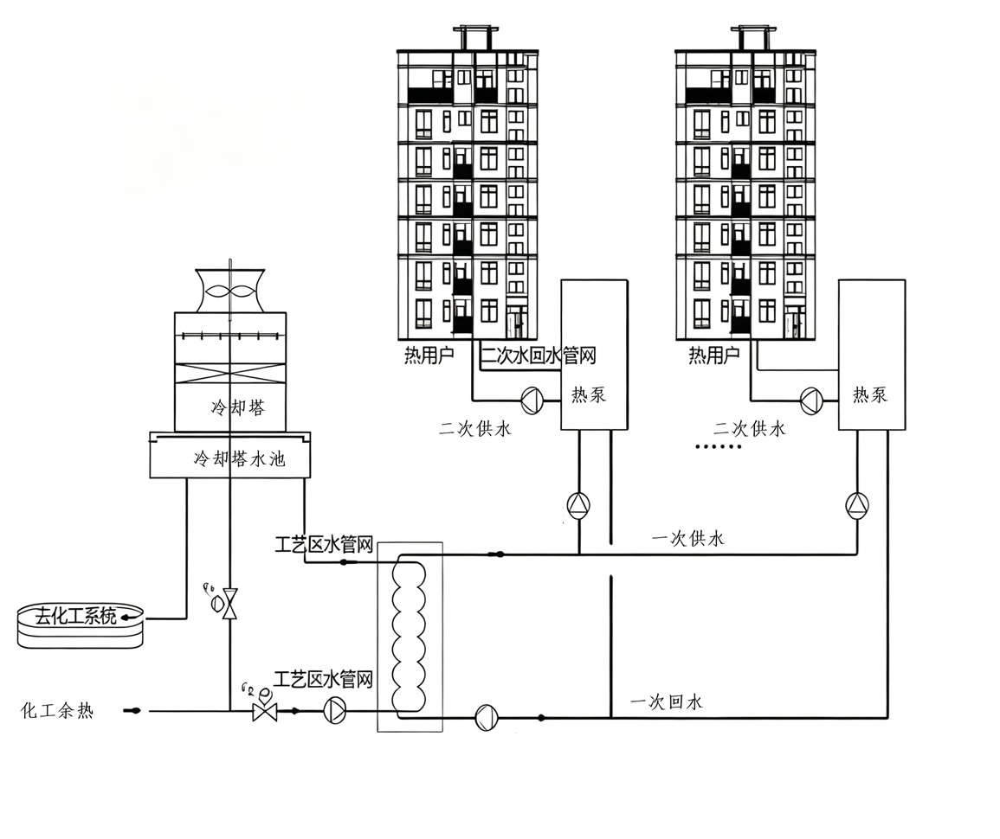 热用户
二次水回水管网
热用户
热泵
热泵
二次供水
二次供水
......
冷却塔
冷却塔水池
工艺区水管网
一次供水
去化工系统
工艺区水管网
一次回水
化工余热